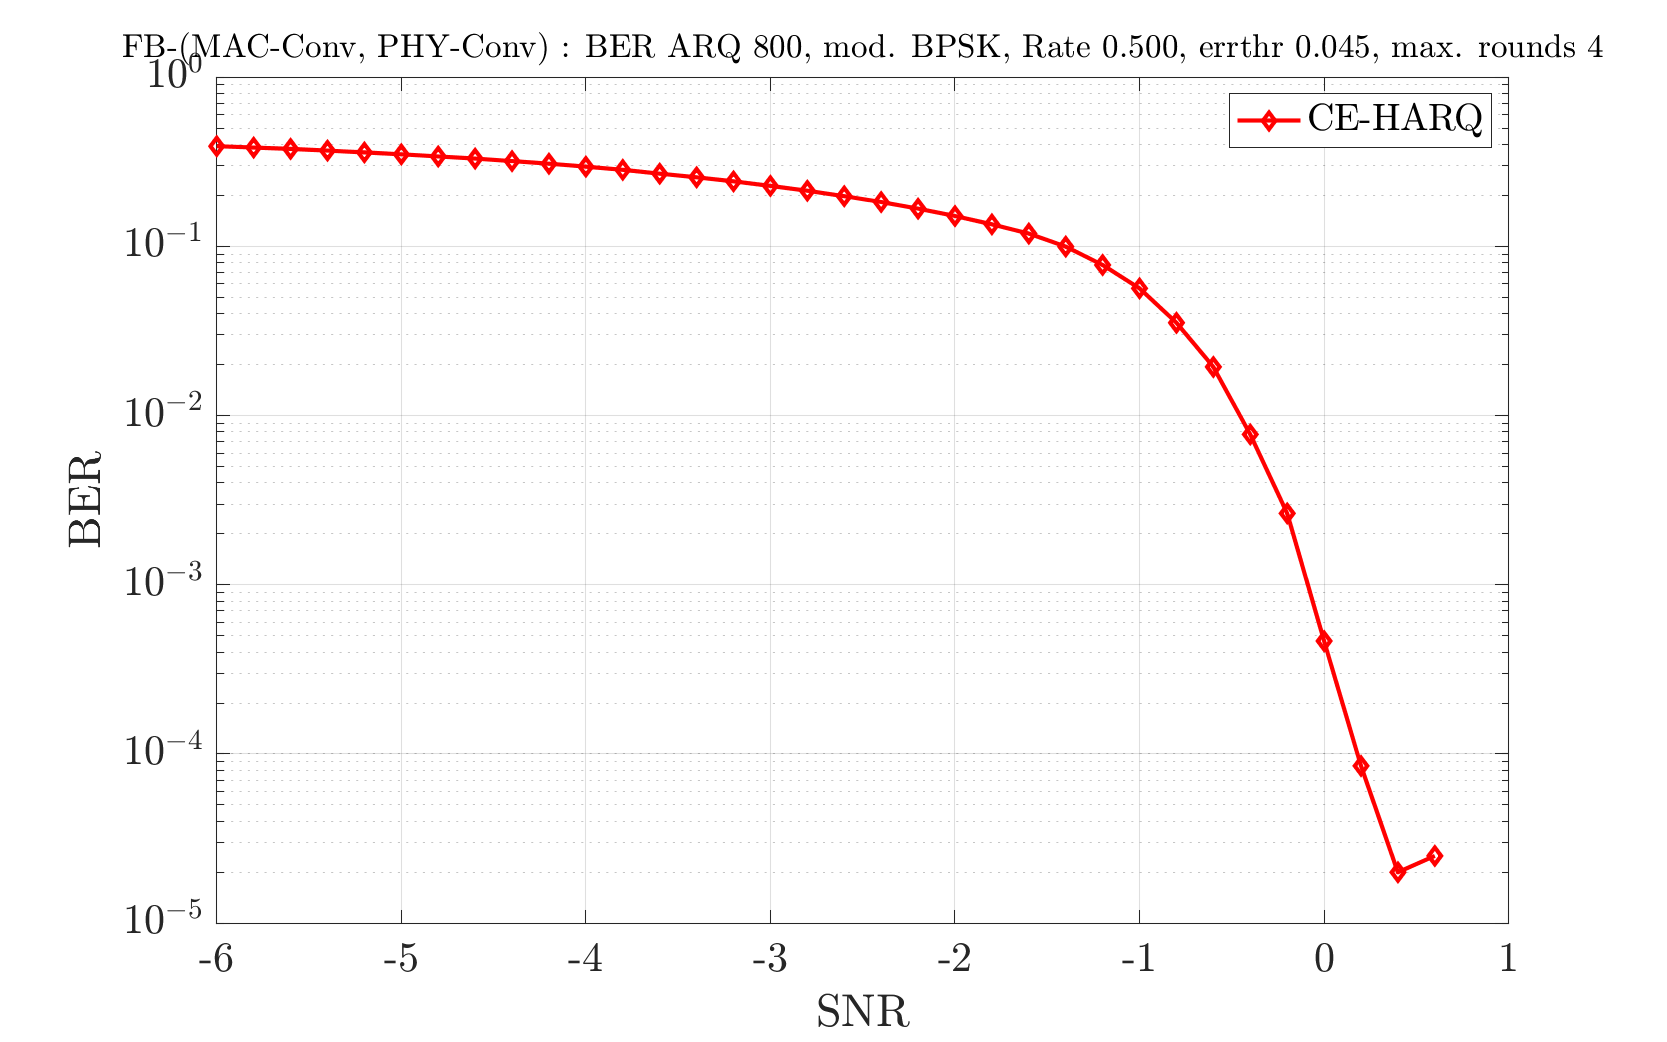 FB-(MAC-Conv, PHY-Conv) : BER ARQ 800, mod. BPSK, Rate 0.500, errthr 0.045, max. rounds 4
10^0
CE-HARQ
10^{-1}
10^{-2}
BER
10^{-3}
10^{-4}
10^{-5}
-6 -5 -4 -3 -2 -1 0 1
SNR